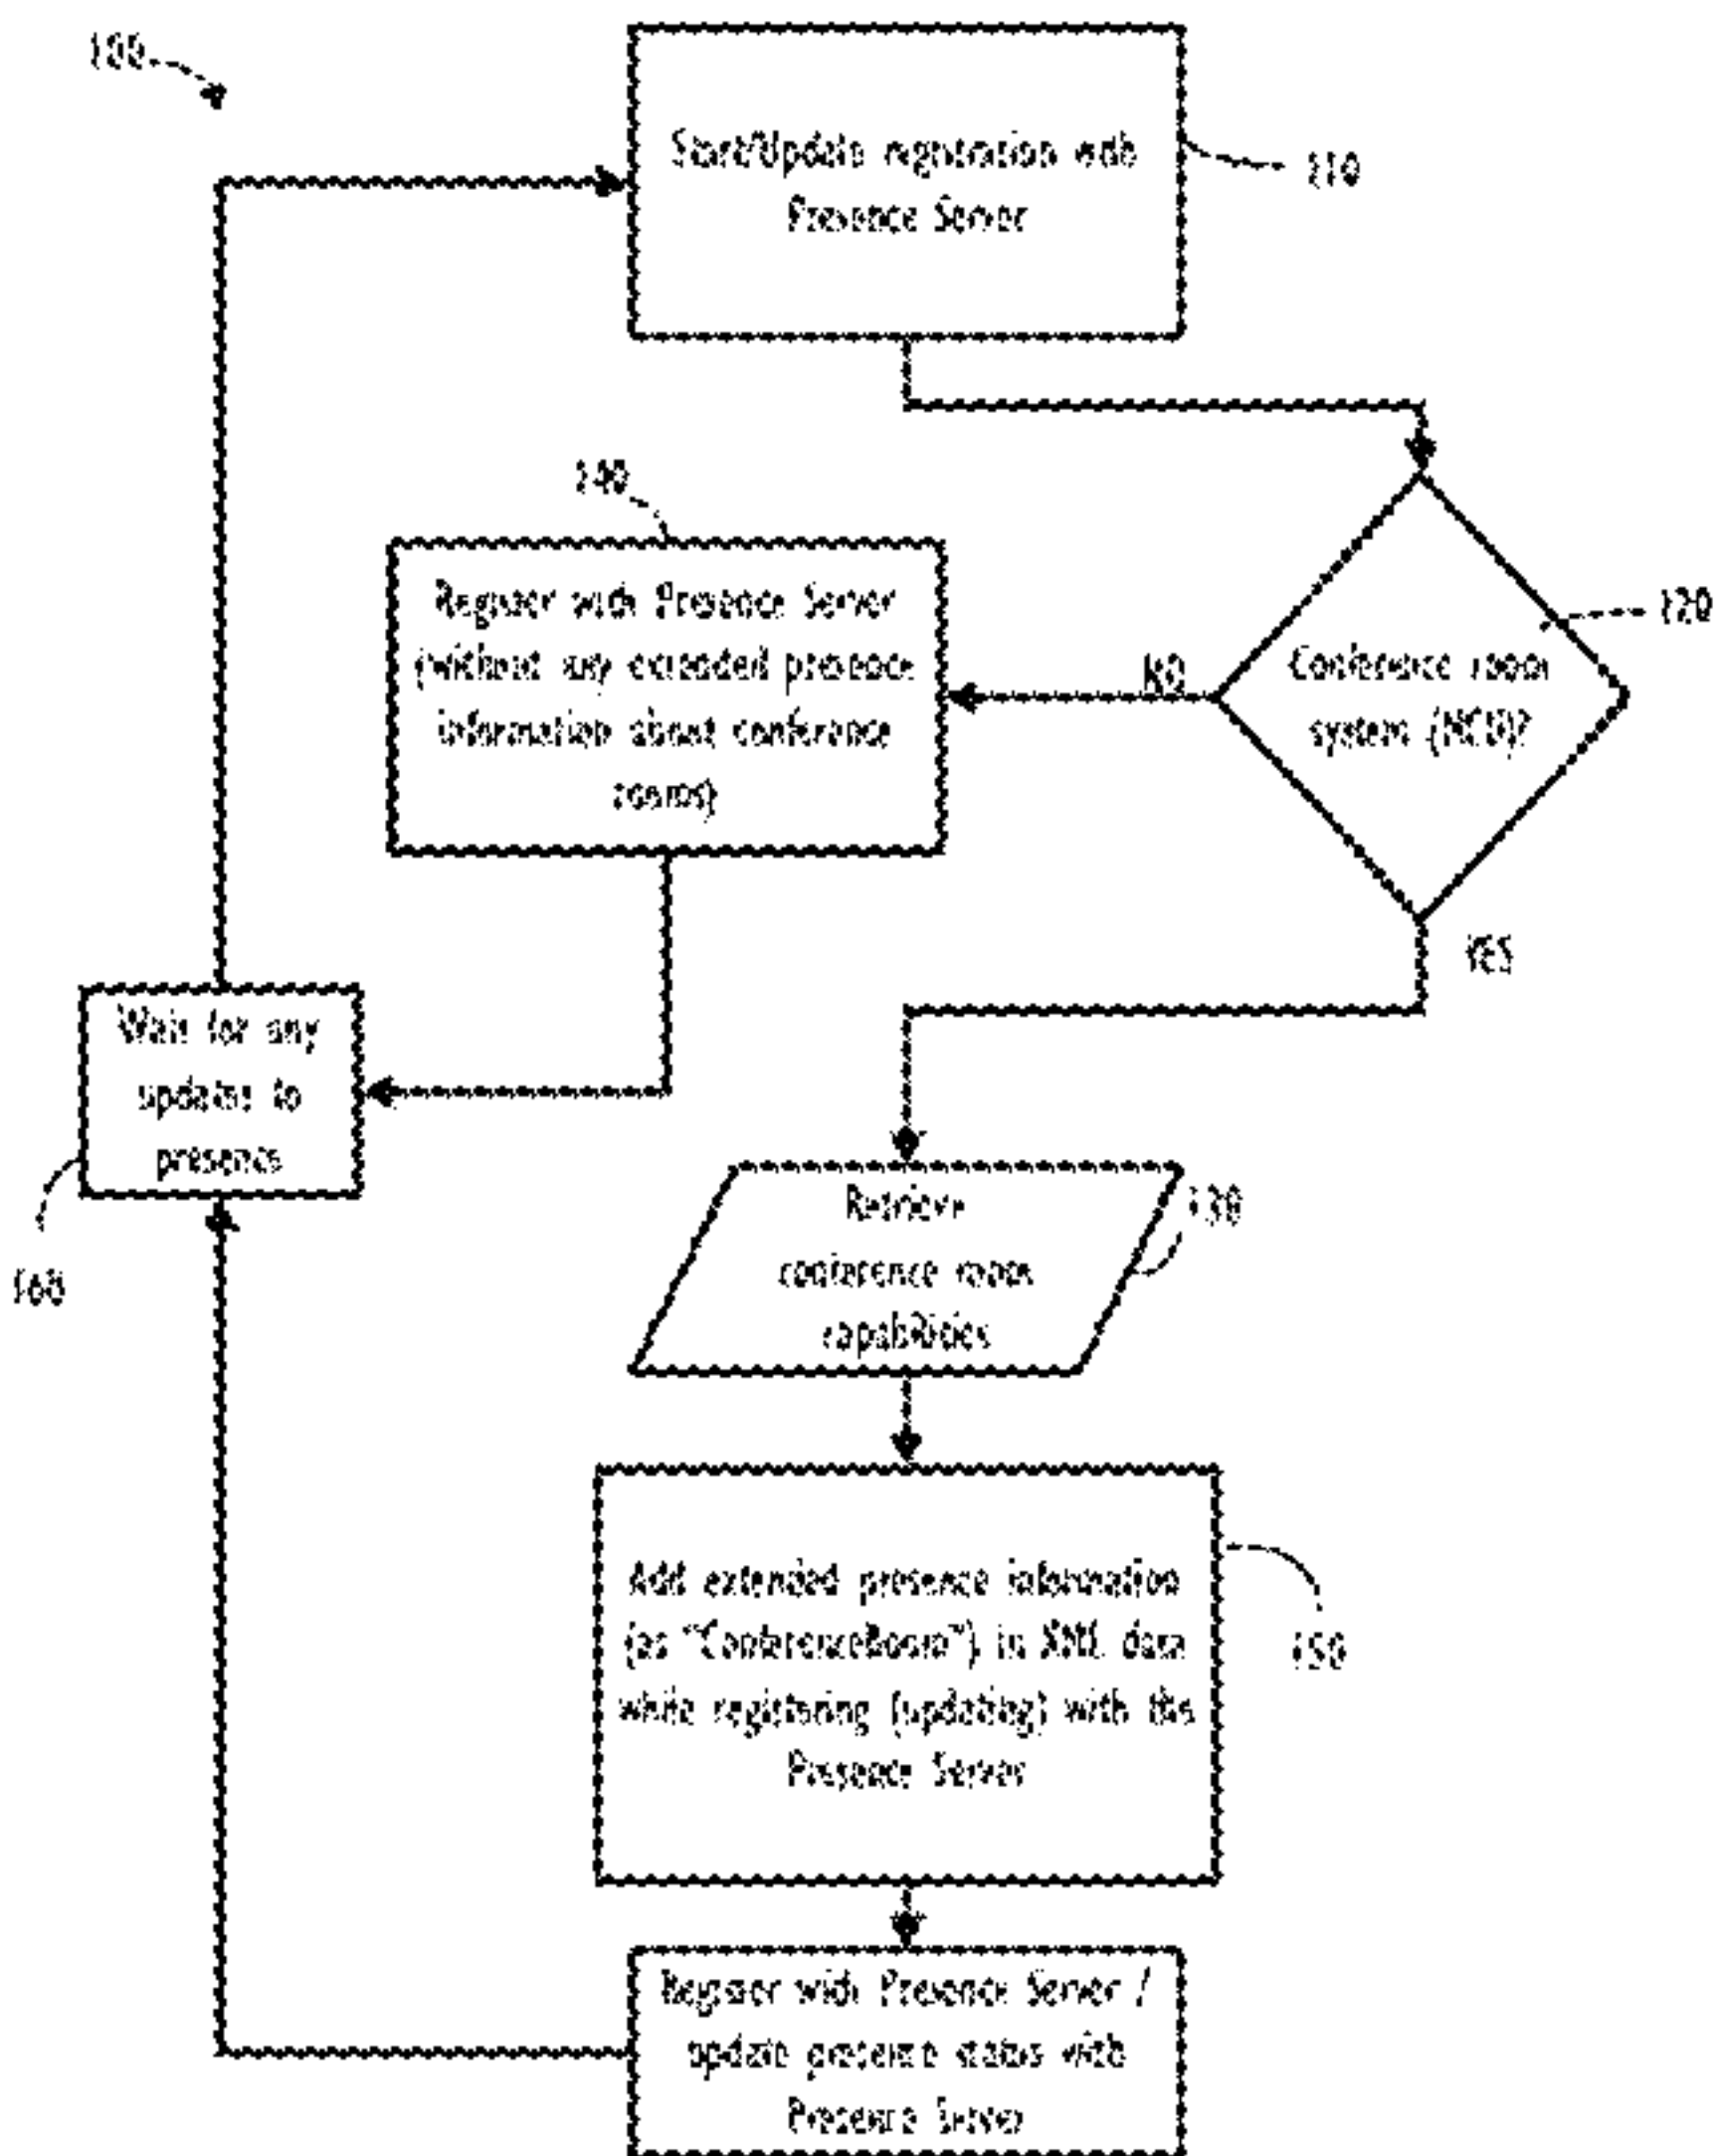 100
Start/Update registration with
Presence Server
110
140
Register with Presence Server
(without any extended presence
information about conference
rooms)
NO
Conference room
system (MCU)?
120
YES
Wait for any
updates to
presence
160
Retrieve
conference room
capabilities
130
Add extended presence information
(as "ConferenceRoom") in XML data
while registering (updating) with the
Presence Server
150
Register with Presence Server /
update presence status with
Presence Server